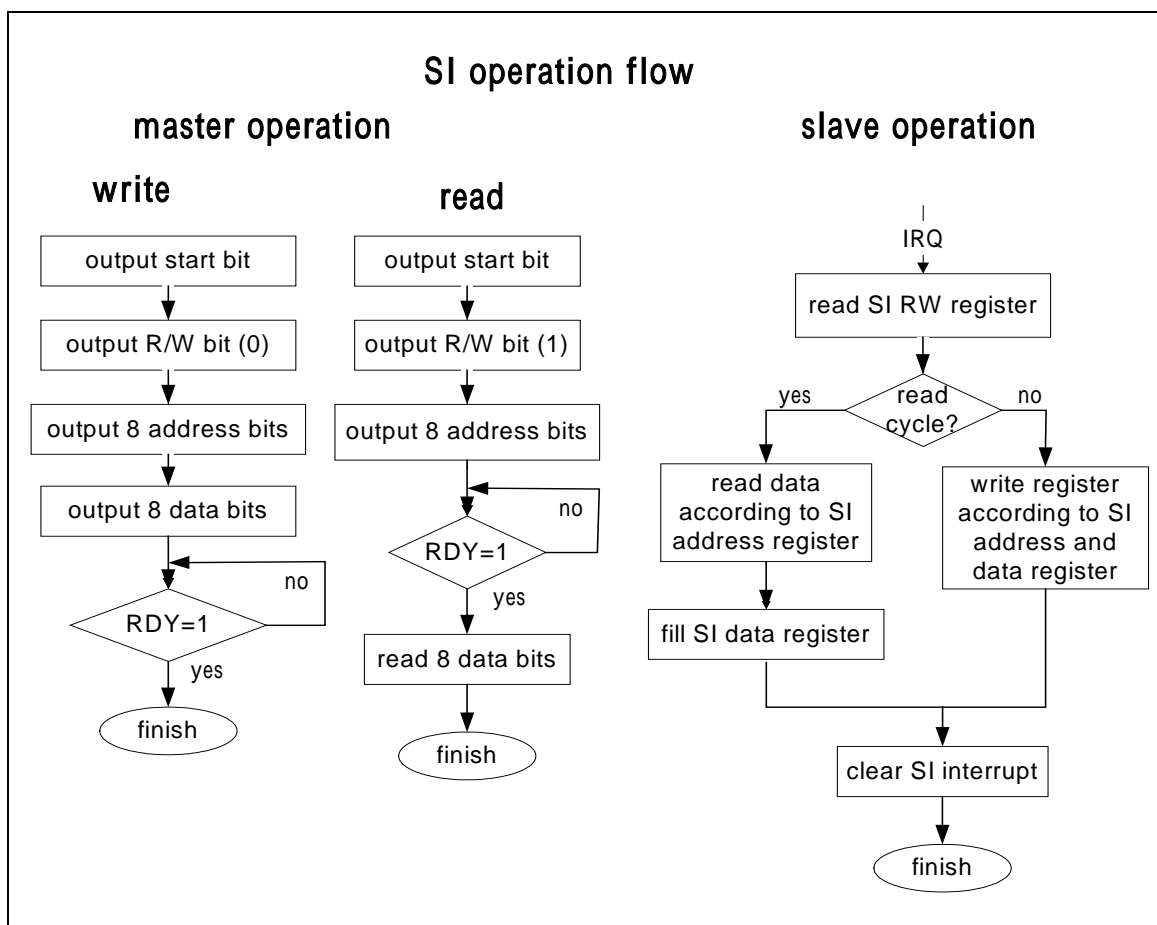 SI operation flow
master operation
write
output start bit
output R/W bit (0)
output 8 address bits
output 8 data bits
no
RDY=1
yes
finish
read
output start bit
output R/W bit (1)
output 8 address bits
no
RDY=1
yes
read 8 data bits
finish
slave operation
IRQ
read SI RW register
read
cycle?
yes
no
read data
according to SI
address register
fill SI data register
write register
according to SI
address and
data register
clear SI interrupt
finish